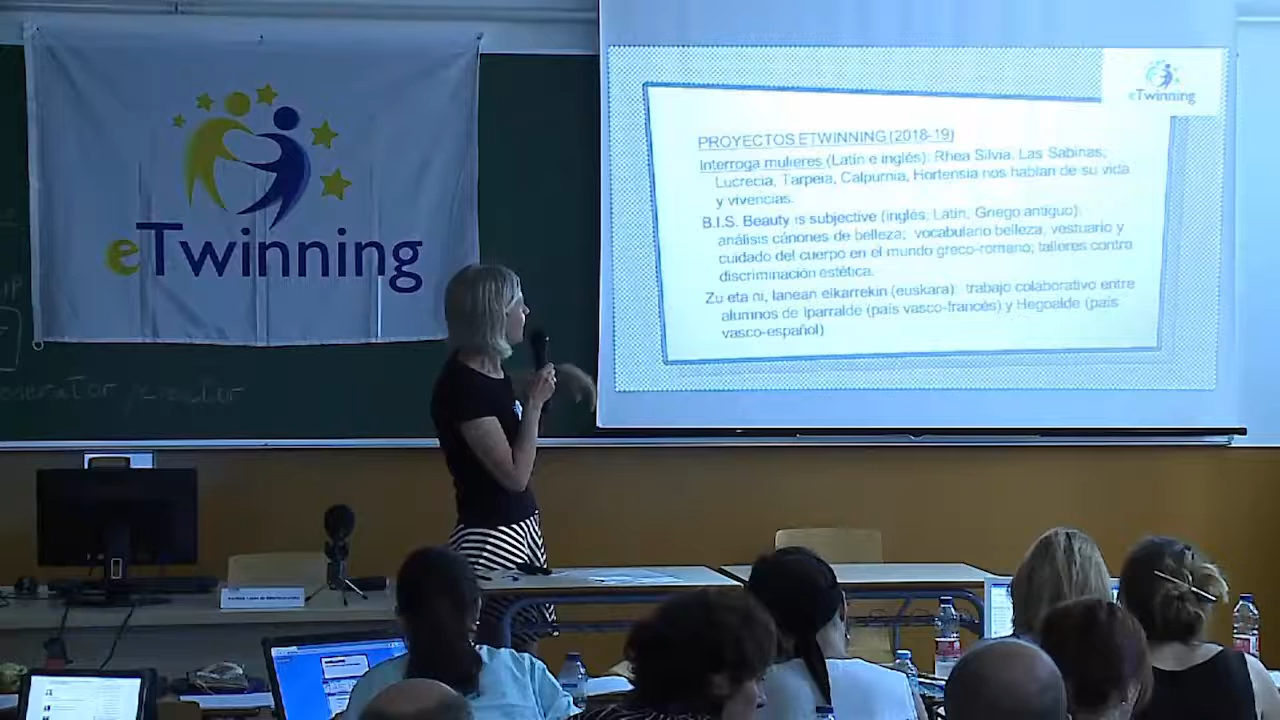 eTwinning
eTwinning
PROYECTOS ETWINNING (2018-19)
Interroga mulieres (Latín e inglés): Rhea Silvia, Las Sabinas,
Lucrecia, Tarpeia, Calpurnia, Hortensia nos hablan de su vida
y vivencias.
B.I.S. Beauty is subjective (inglés, Latín, Griego antiguo):
análisis cánones de belleza; vocabulario belleza, vestuario y
cuidado del cuerpo en el mundo greco-romano; talleres contra
discriminación estética.
Zu eta ni, lanean elkarrekin (euskara): trabajo colaborativo entre
alumnos de Iparralde (país vasco-francés) y Hegoalde (país
vasco-español)